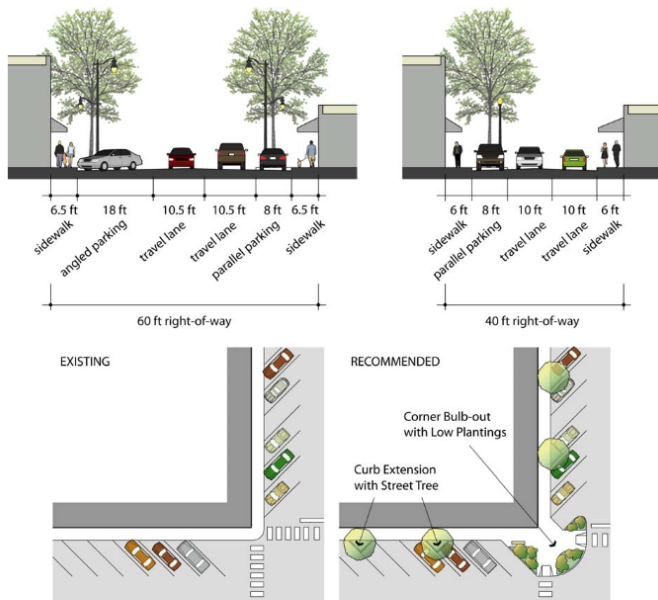 6.5 ft 18 ft 10.5 ft 10.5 ft 8 ft 6.5 ft
sidewalk
angled parking
travel lane
travel lane
parallel parking
sidewalk
60 ft right-of-way
6 ft 8 ft 10 ft 10 ft 6 ft
sidewalk
parallel parking
travel lane
travel lane
sidewalk
40 ft right-of-way
EXISTING
RECOMMENDED
Corner Bulb-out
with Low Plantings
Curb Extension
with Street Tree